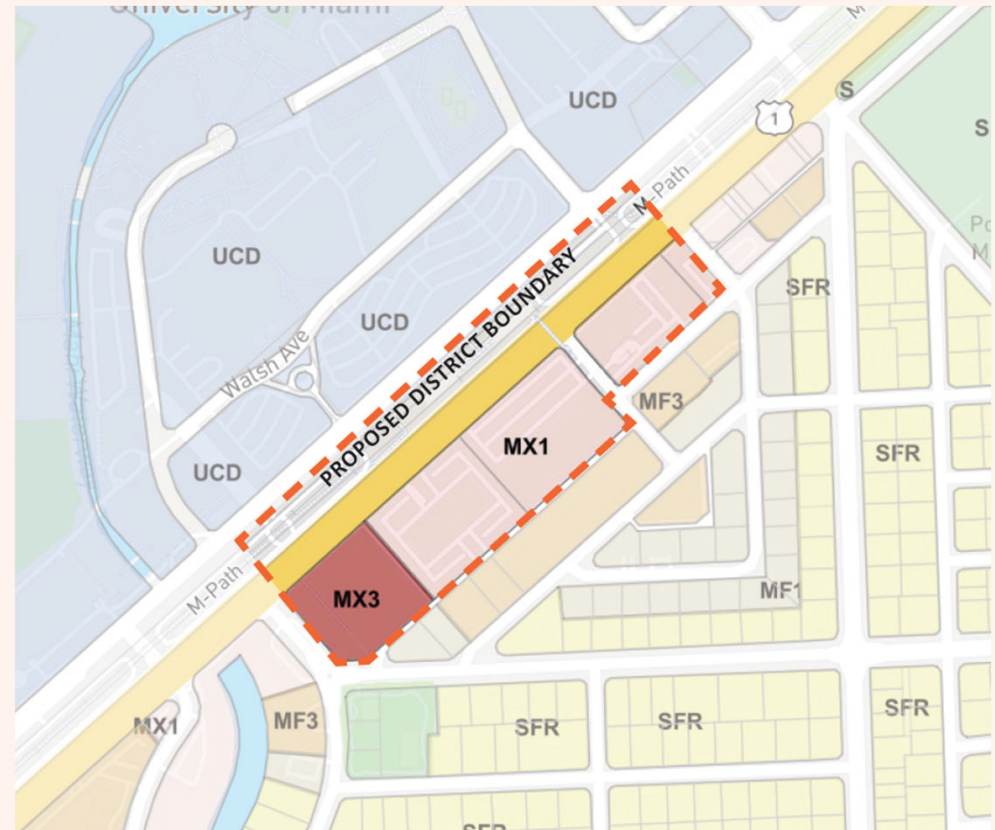 University of Miami
M
UCD
S
1
S
M-Path
UCD
SFR
PROPOSED DISTRICT BOUNDARY
UCD
Walsh Ave
MF3
MX1
SFR
UCD
M-Path
MX3
MF1
MX1
MF3
SFR
SFR
SFR
SFR